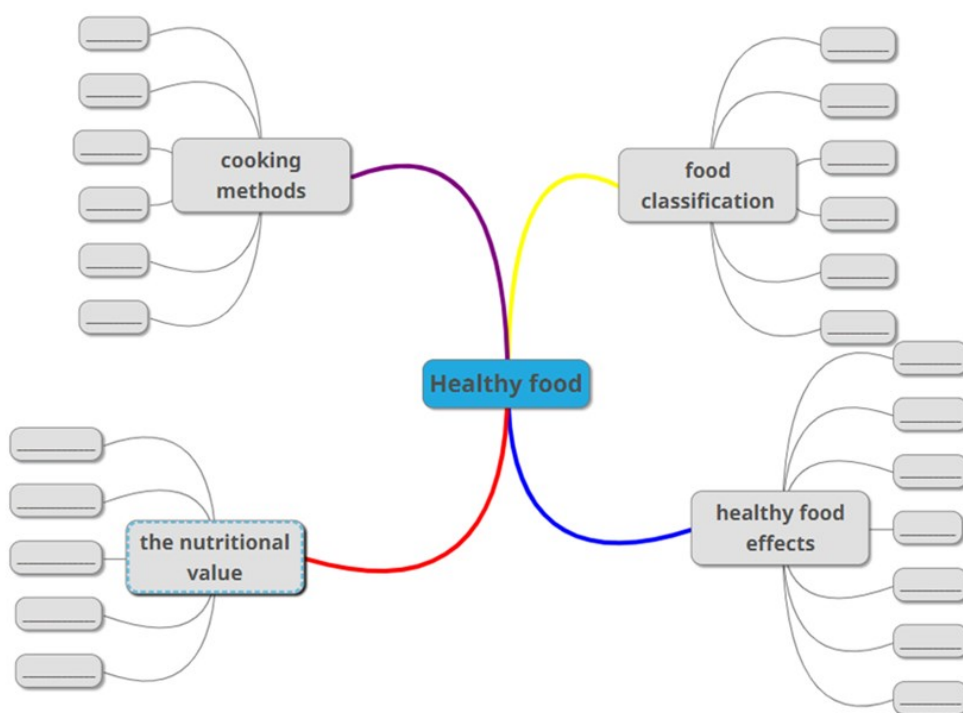 cooking
methods
food
classification
Healthy food
the nutritional
value
healthy food
effects